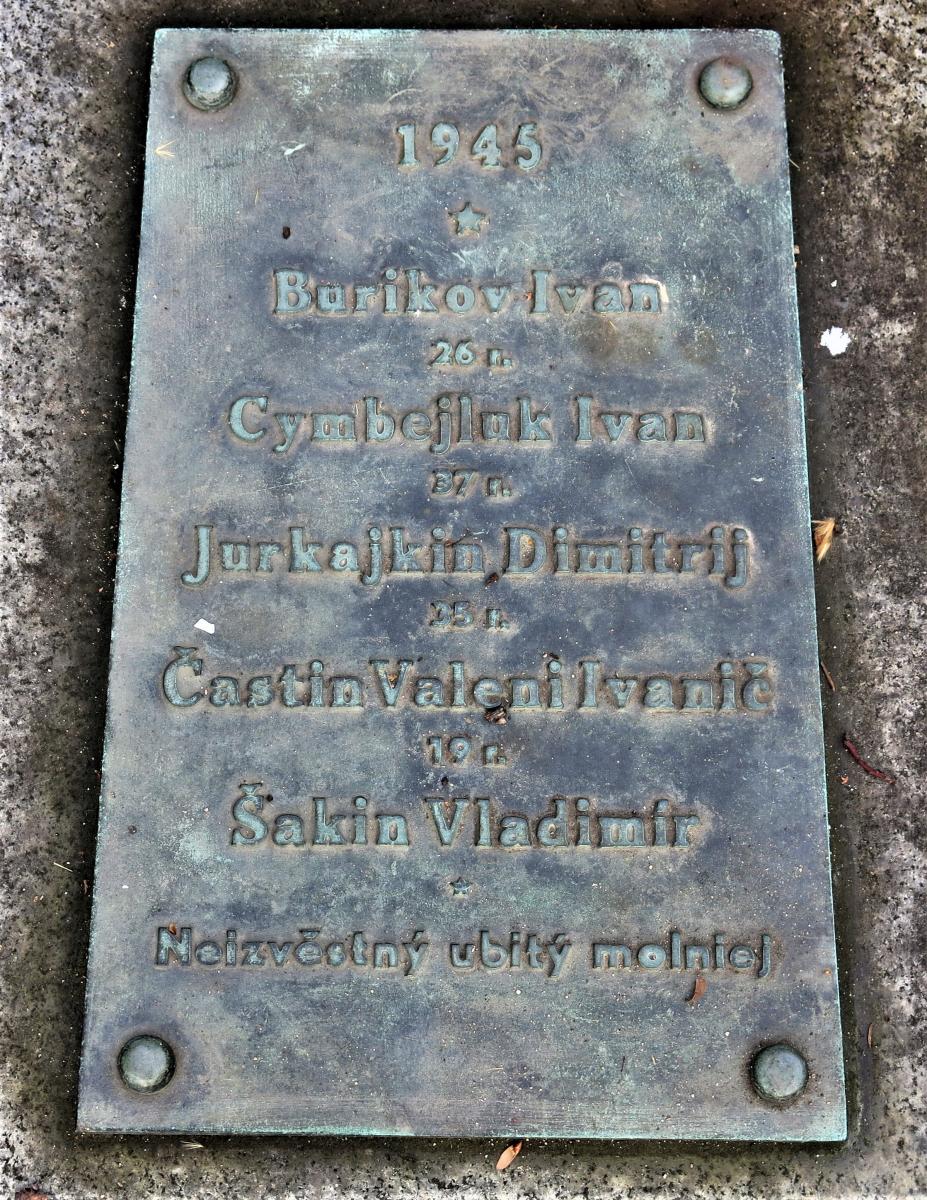 1945
Burikov Ivan
26 r.
Cymbejluk Ivan
37 r.
Jurkajkin Dimitrij
35 r.
Častin Valeni Ivanič
19 r.
Šakin Vladimír
Neizvěstný ubitý molniej